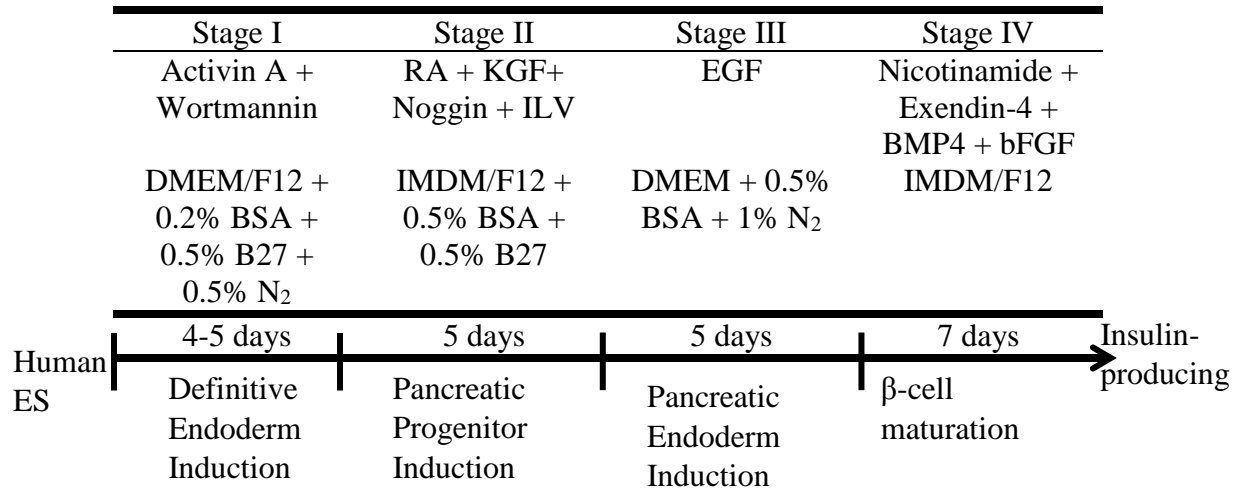 Stage I Stage II Stage III Stage IV
Activin A + RA + KGF+ EGF Nicotinamide +
Wortmannin Noggin + ILV Exendin-4 +
BMP4 + bFGF
DMEM/F12 + IMDM/F12 + DMEM + 0.5% IMDM/F12
0.2% BSA + 0.5% BSA + BSA + 1% N₂
0.5% B27 + 0.5% B27
0.5% N₂
4-5 days 5 days 5 days 7 days
Human
ES
Insulin-
producing
Definitive
Endoderm
Induction
Pancreatic
Progenitor
Induction
Pancreatic
Endoderm
Induction
β-cell
maturation